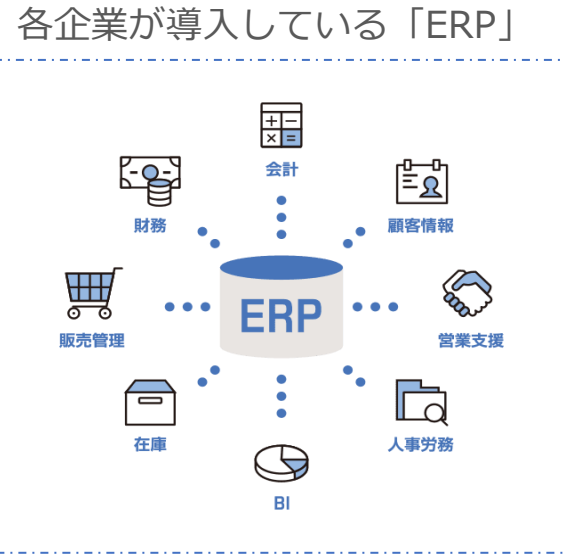 各企業が導入している「ERP」
会計
財務
顧客情報
ERP
販売管理
営業支援
在庫
人事労務
BI